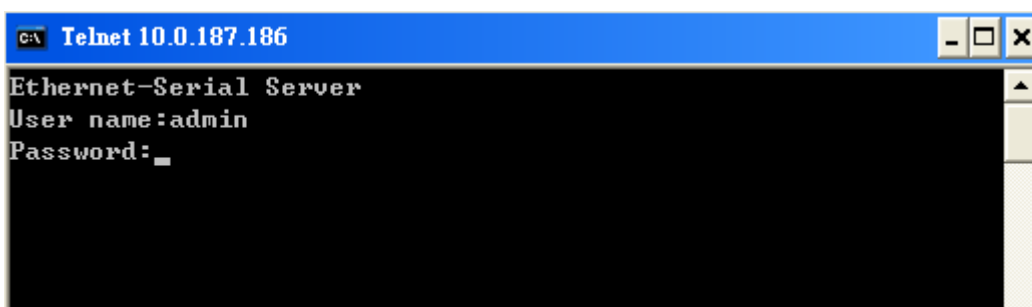 Telnet 10.0.187.186
Ethernet-Serial Server
User name:admin
Password:_